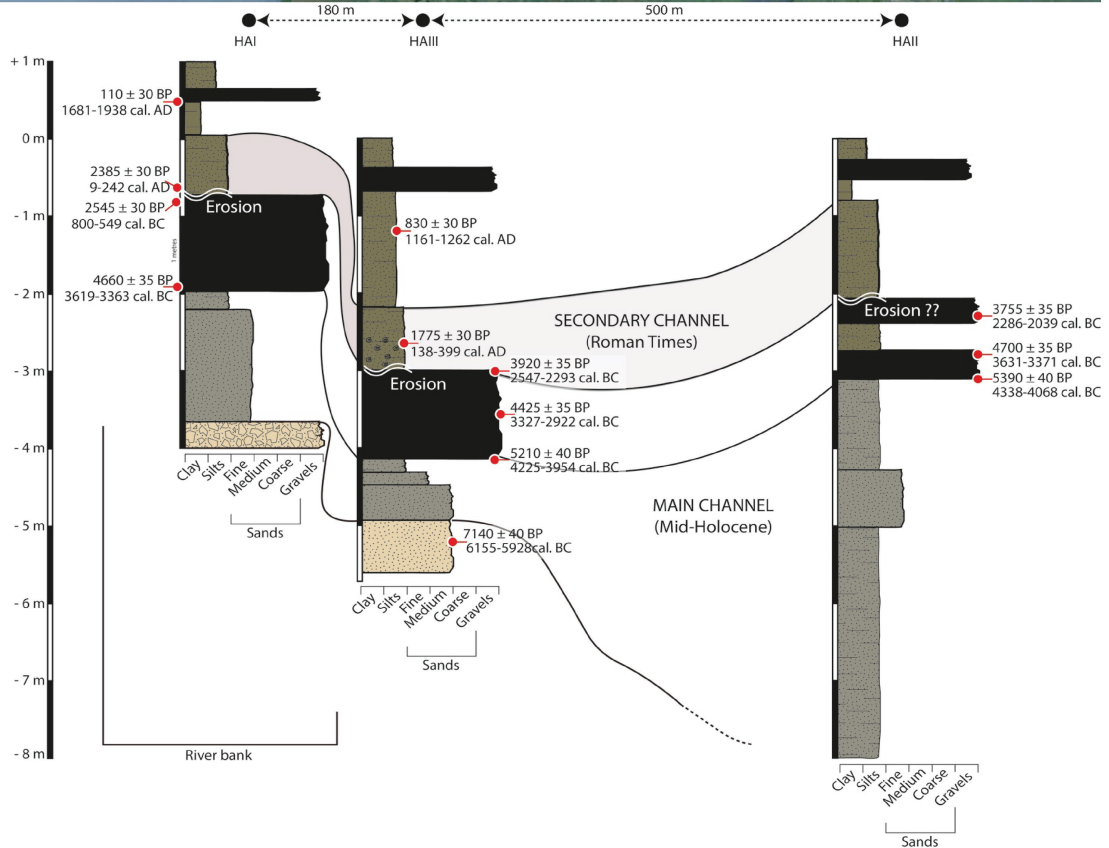 180 m
500 m
HAI
HAIII
HAII
+ 1 m
0 m
- 1 m
- 2 m
- 3 m
- 4 m
- 5 m
- 6 m
- 7 m
- 8 m
1 metres
110 ± 30 BP
1681-1938 cal. AD
2385 ± 30 BP
9-242 cal. AD
2545 ± 30 BP
800-549 cal. BC
4660 ± 35 BP
3619-3363 cal. BC
Erosion
Clay
Silts
Fine
Medium
Coarse
Gravels
Sands
River bank
830 ± 30 BP
1161-1262 cal. AD
1775 ± 30 BP
138-399 cal. AD
Erosion
3920 ± 35 BP
2547-2293 cal. BC
4425 ± 35 BP
3327-2922 cal. BC
5210 ± 40 BP
4225-3954 cal. BC
7140 ± 40 BP
6155-5928cal. BC
Clay
Silts
Fine
Medium
Coarse
Gravels
Sands
SECONDARY CHANNEL
(Roman Times)
MAIN CHANNEL
(Mid-Holocene)
Erosion ??
3755 ± 35 BP
2286-2039 cal. BC
4700 ± 35 BP
3631-3371 cal. BC
5390 ± 40 BP
4338-4068 cal. BC
Clay
Silts
Fine
Medium
Coarse
Gravels
Sands